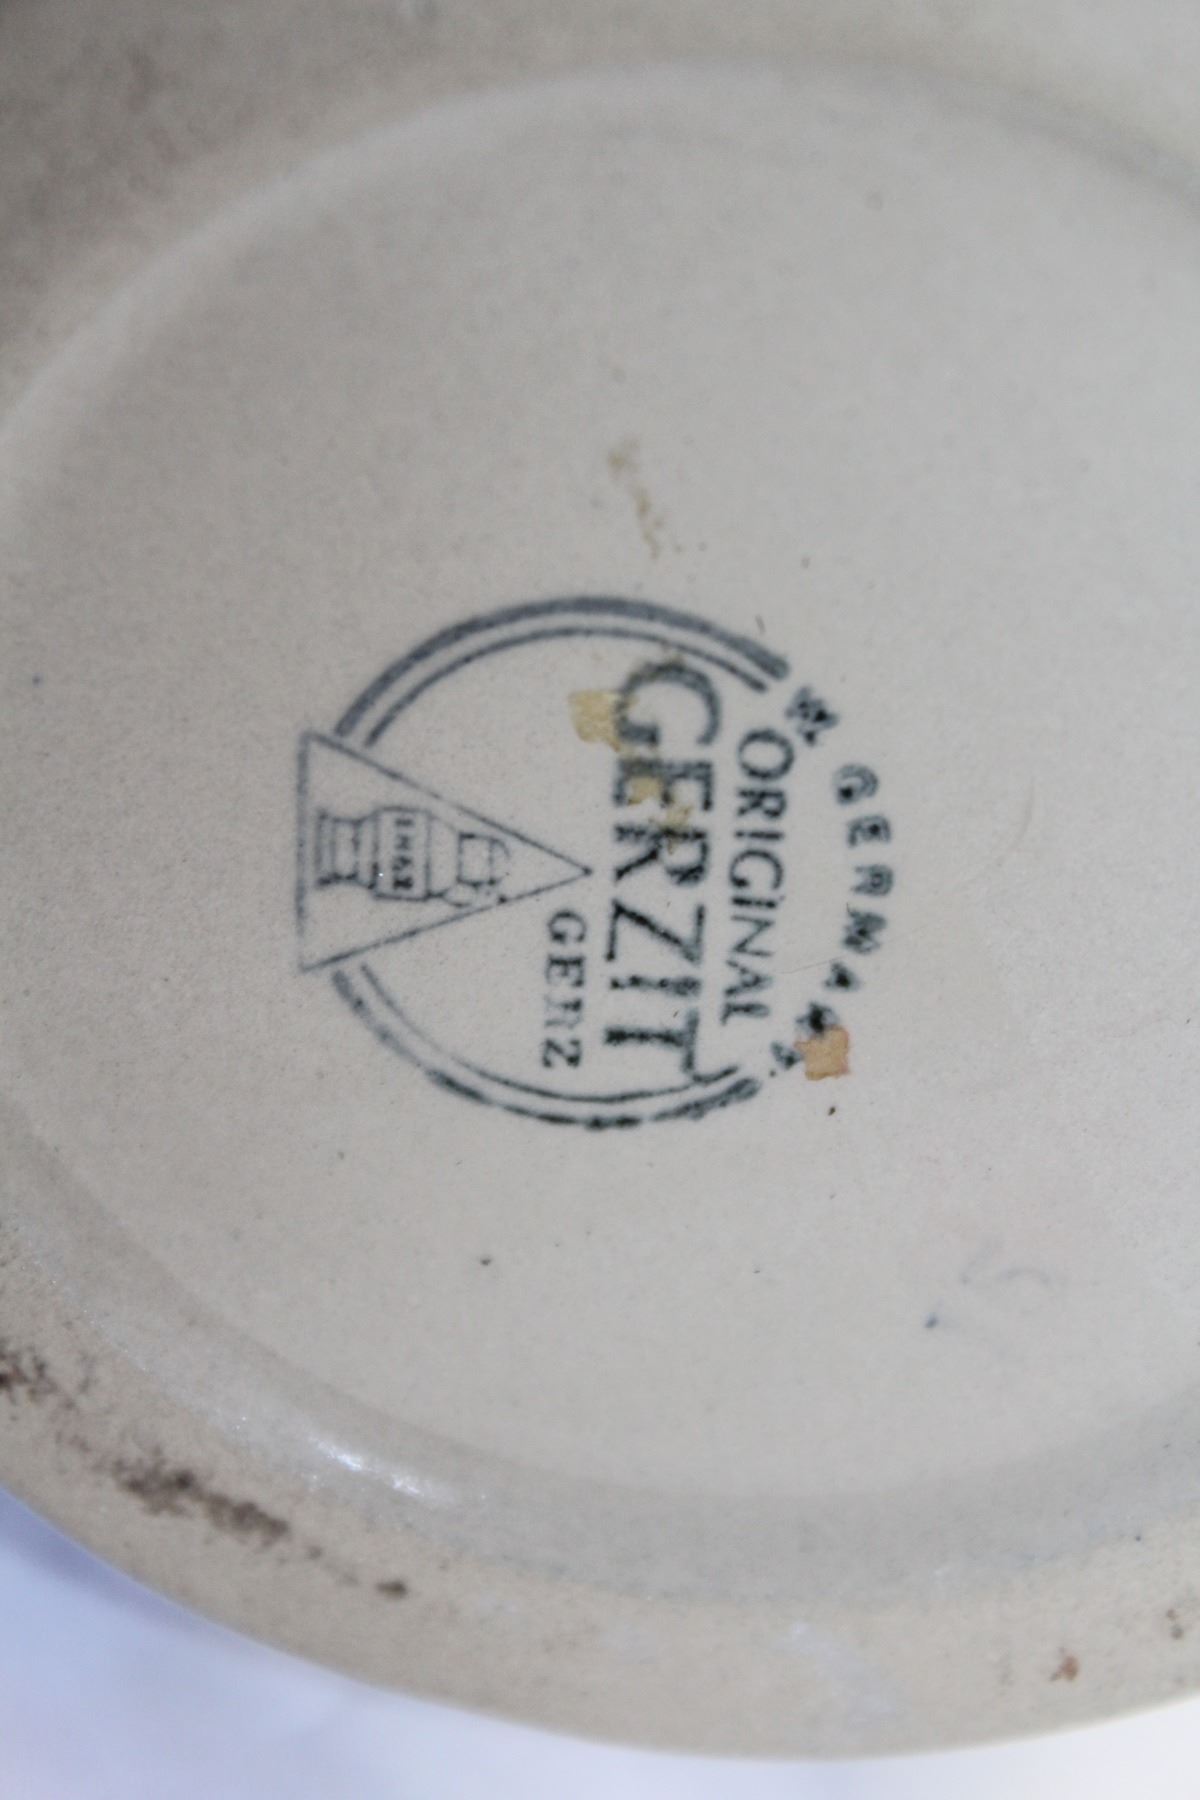 W. GERMANY
ORIGINAL
GERZIT
GERZ